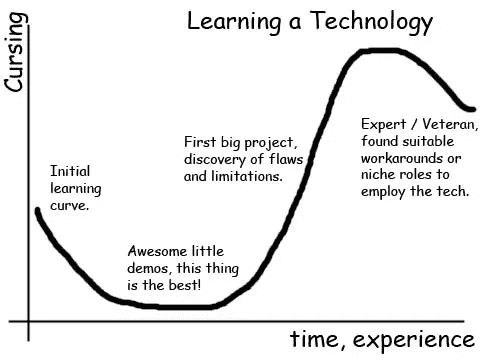 Learning a Technology
Cursing
Initial
learning
curve.
Awesome little
demos, this thing
is the best!
First big project,
discovery of flaws
and limitations.
Expert / Veteran,
found suitable
workarounds or
niche roles to
employ the tech.
time, experience